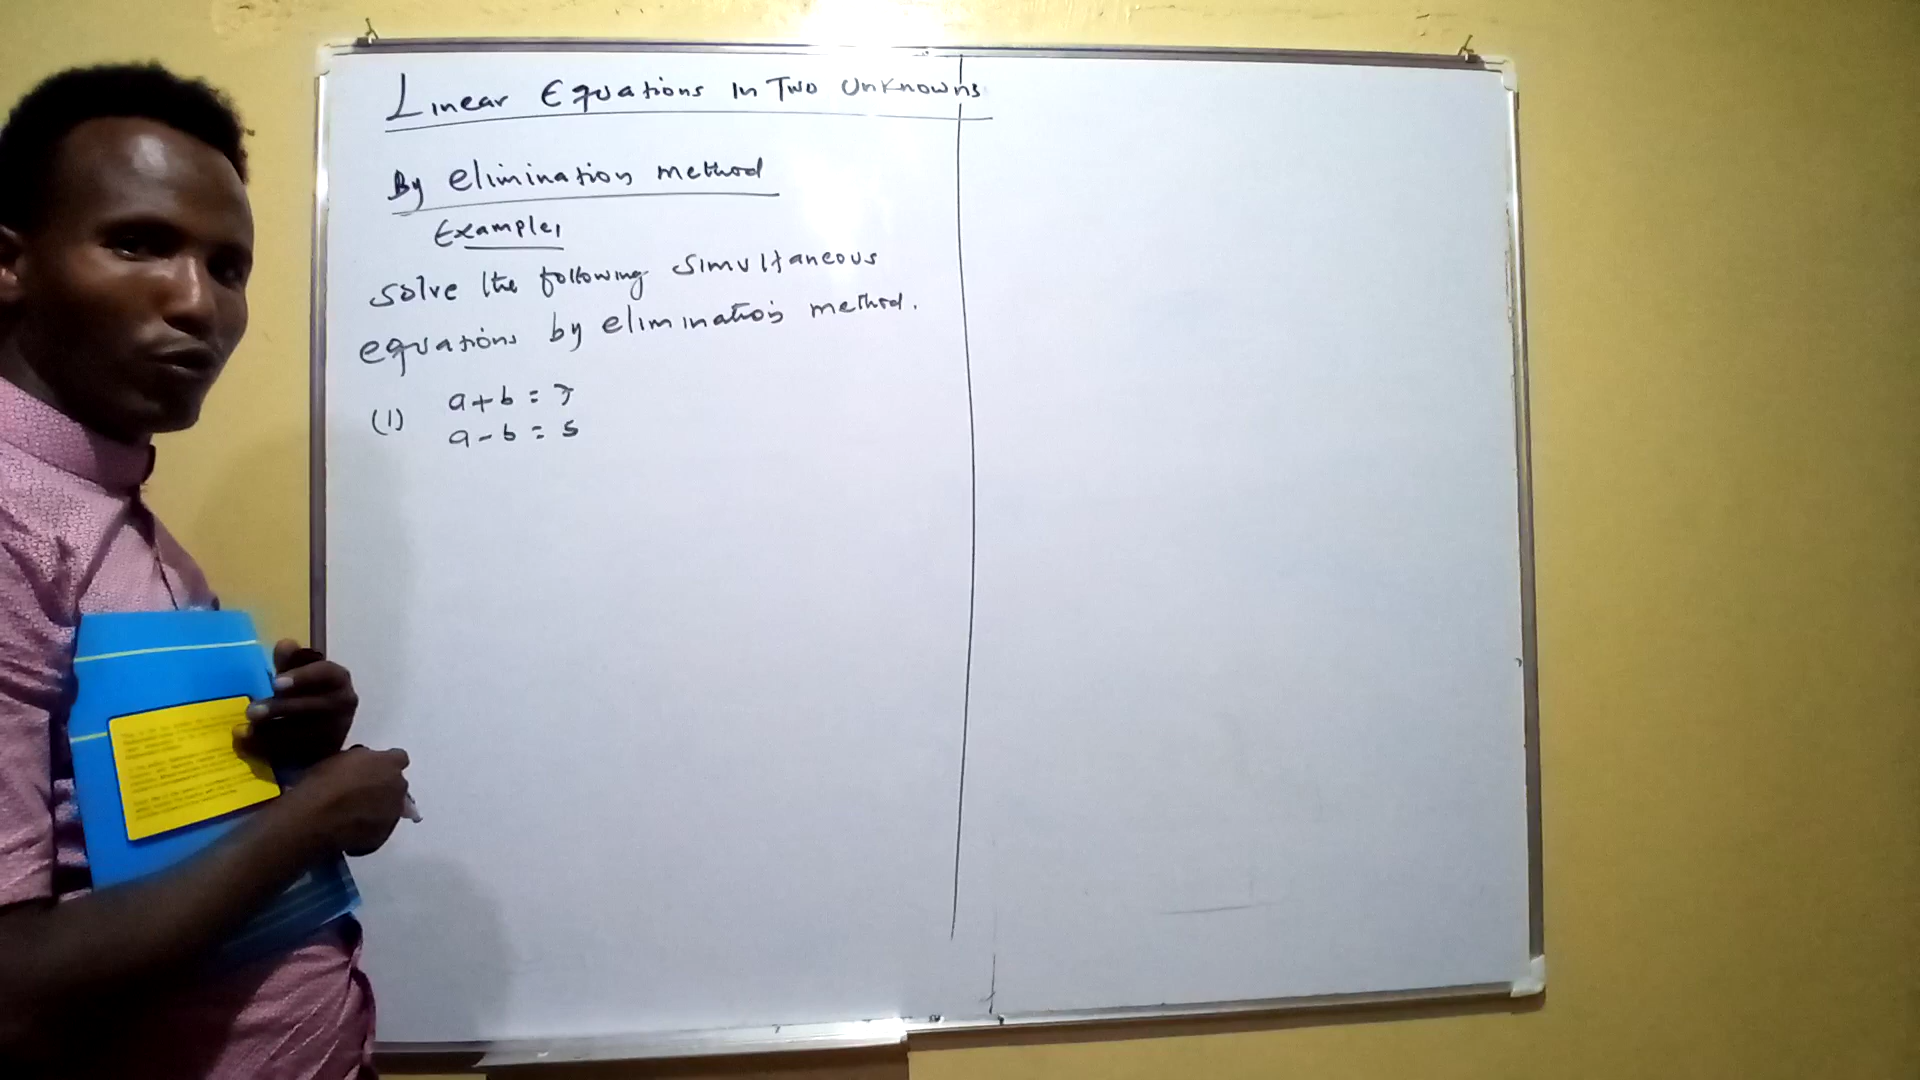 Linear Equations In Two Unknowns
By elimination method
Examples
Solve the following simultaneous
equations by elimination method.
(1) a + b = 7
a - b = 5